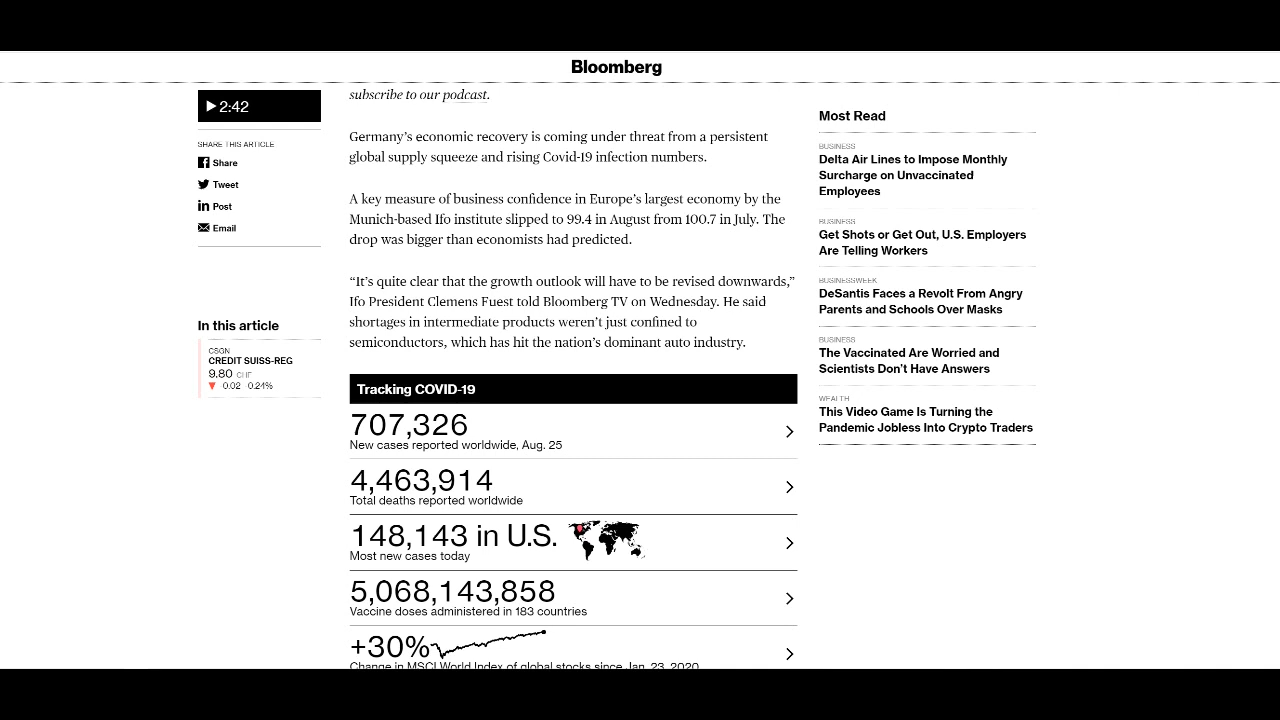 Bloomberg
2:42
SHARE THIS ARTICLE
Share
Tweet
Post
Email
In this article
CSGN
CREDIT SUISS-REG
9.80 CHF
0.02 0.24%
subscribe to our podcast.
Germany's economic recovery is coming under threat from a persistent
global supply squeeze and rising Covid-19 infection numbers.
A key measure of business confidence in Europe's largest economy by the
Munich-based Ifo institute slipped to 99.4 in August from 100.7 in July. The
drop was bigger than economists had predicted.
“It's quite clear that the growth outlook will have to be revised downwards,”
Ifo President Clemens Fuest told Bloomberg TV on Wednesday. He said
shortages in intermediate products weren't just confined to
semiconductors, which has hit the nation's dominant auto industry.
Tracking COVID-19
707,326
New cases reported worldwide, Aug. 25
4,463,914
Total deaths reported worldwide
148,143 in U.S.
Most new cases today
5,068,143,858
Vaccine doses administered in 183 countries
+30%
Change in MSCI World Index of global stocks since Jan. 23, 2020
Most Read
BUSINESS
Delta Air Lines to Impose Monthly
Surcharge on Unvaccinated
Employees
BUSINESS
Get Shots or Get Out, U.S. Employers
Are Telling Workers
BUSINESSWEEK
DeSantis Faces a Revolt From Angry
Parents and Schools Over Masks
BUSINESS
The Vaccinated Are Worried and
Scientists Don't Have Answers
WEALTH
This Video Game Is Turning the
Pandemic Jobless Into Crypto Traders